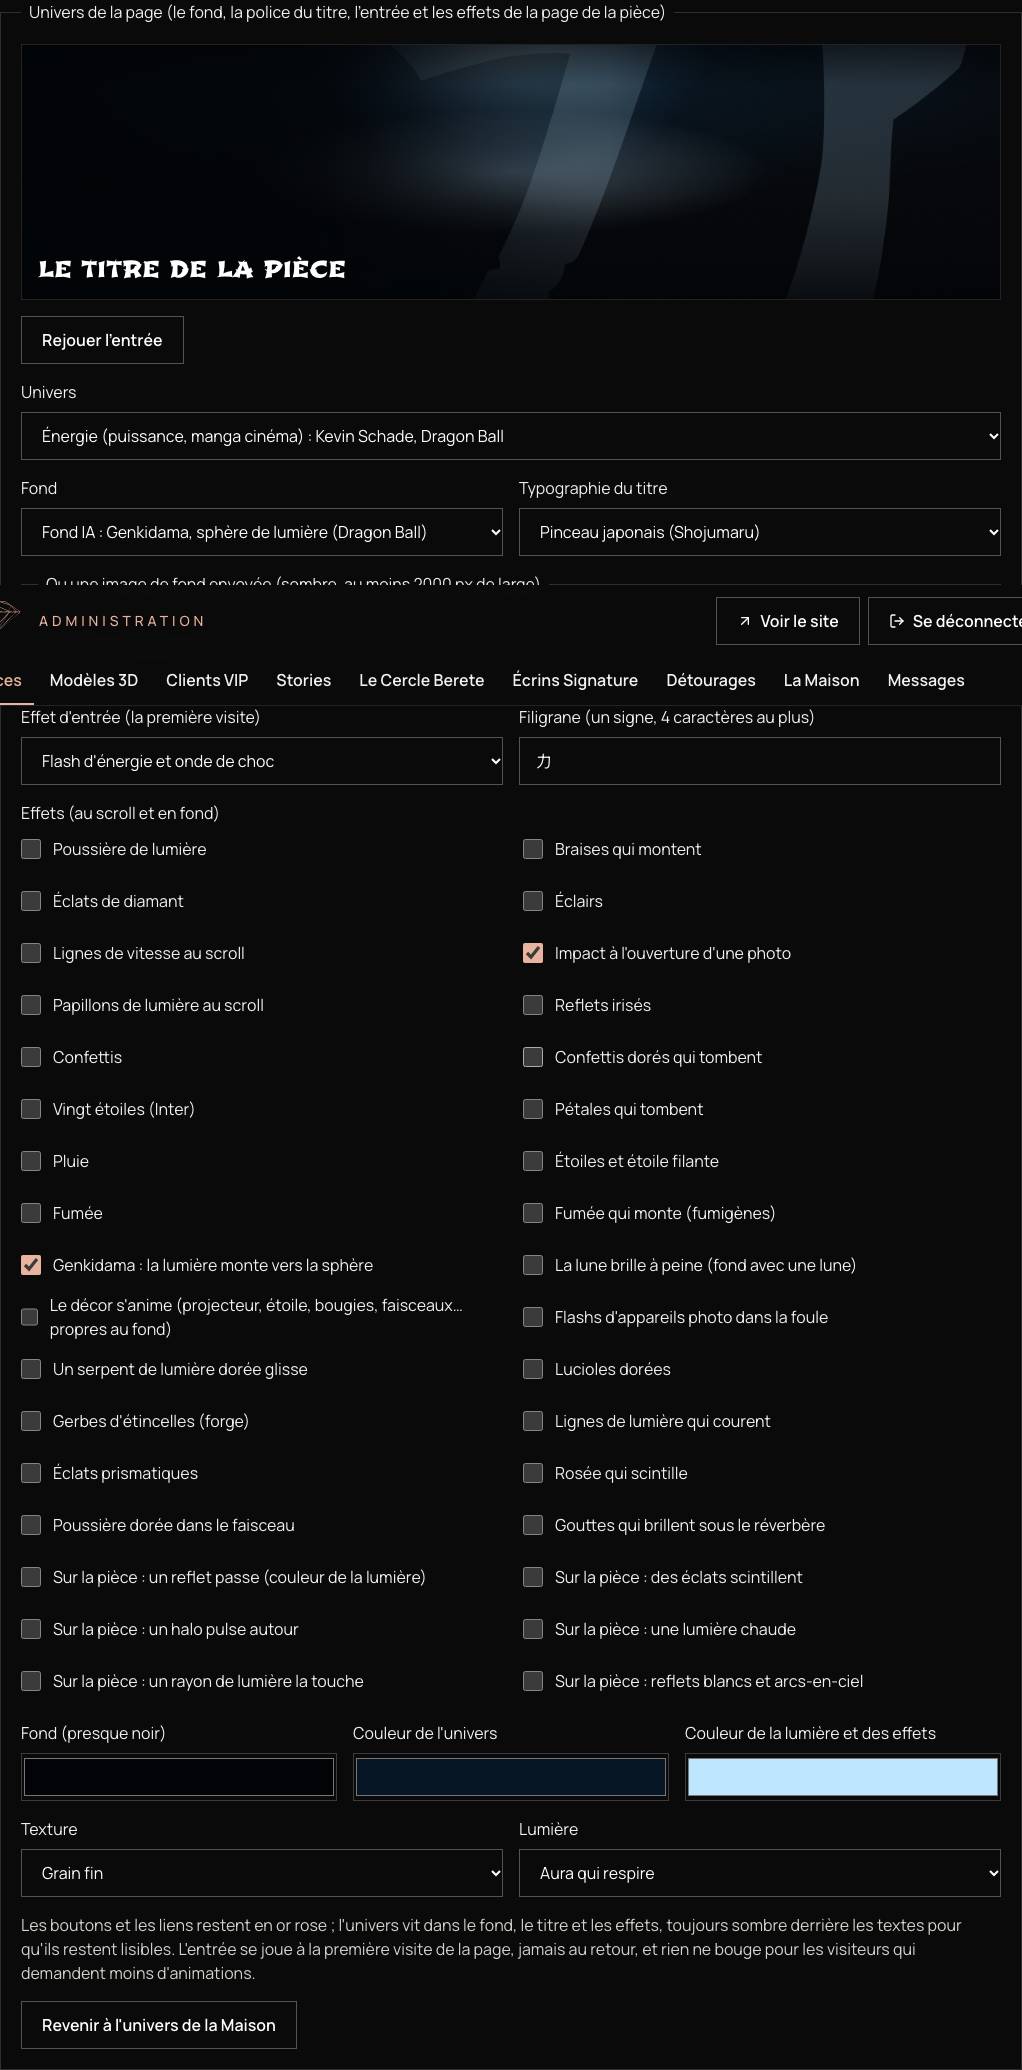 Univers de la page (le fond, la police du titre, l'entrée et les effets de la page de la pièce)
LE TITRE DE LA PIÈCE
Rejouer l'entrée
Univers
Énergie (puissance, manga cinéma) : Kevin Schade, Dragon Ball
Fond
Typographie du titre
Fond IA : Genkidama, sphère de lumière (Dragon Ball)
Pinceau japonais (Shojumaru)
Ou une image de fond envoyée (sombre, au moins 2000 px de large)
ADMINISTRATION
Voir le site
Se déconnecte
ces
Modèles 3D
Clients VIP
Stories
Le Cercle Berete
Écrins Signature
Détourages
La Maison
Messages
Effet d'entrée (la première visite)
Filigrane (un signe, 4 caractères au plus)
Flash d'énergie et onde de choc
力
Effets (au scroll et en fond)
Poussière de lumière
Braises qui montent
Éclats de diamant
Éclairs
Lignes de vitesse au scroll
Impact à l'ouverture d'une photo
Papillons de lumière au scroll
Reflets irisés
Confettis
Confettis dorés qui tombent
Vingt étoiles (Inter)
Pétales qui tombent
Pluie
Étoiles et étoile filante
Fumée
Fumée qui monte (fumigènes)
Genkidama : la lumière monte vers la sphère
La lune brille à peine (fond avec une lune)
Le décor s'anime (projecteur, étoile, bougies, faisceaux…
propres au fond)
Flashs d'appareils photo dans la foule
Un serpent de lumière dorée glisse
Lucioles dorées
Gerbes d'étincelles (forge)
Lignes de lumière qui courent
Éclats prismatiques
Rosée qui scintille
Poussière dorée dans le faisceau
Gouttes qui brillent sous le réverbère
Sur la pièce : un reflet passe (couleur de la lumière)
Sur la pièce : des éclats scintillent
Sur la pièce : un halo pulse autour
Sur la pièce : une lumière chaude
Sur la pièce : un rayon de lumière la touche
Sur la pièce : reflets blancs et arcs-en-ciel
Fond (presque noir)
Couleur de l'univers
Couleur de la lumière et des effets
Texture
Lumière
Grain fin
Aura qui respire
Les boutons et les liens restent en or rose ; l'univers vit dans le fond, le titre et les effets, toujours sombre derrière les textes pour
qu'ils restent lisibles. L'entrée se joue à la première visite de la page, jamais au retour, et rien ne bouge pour les visiteurs qui
demandent moins d'animations.
Revenir à l'univers de la Maison